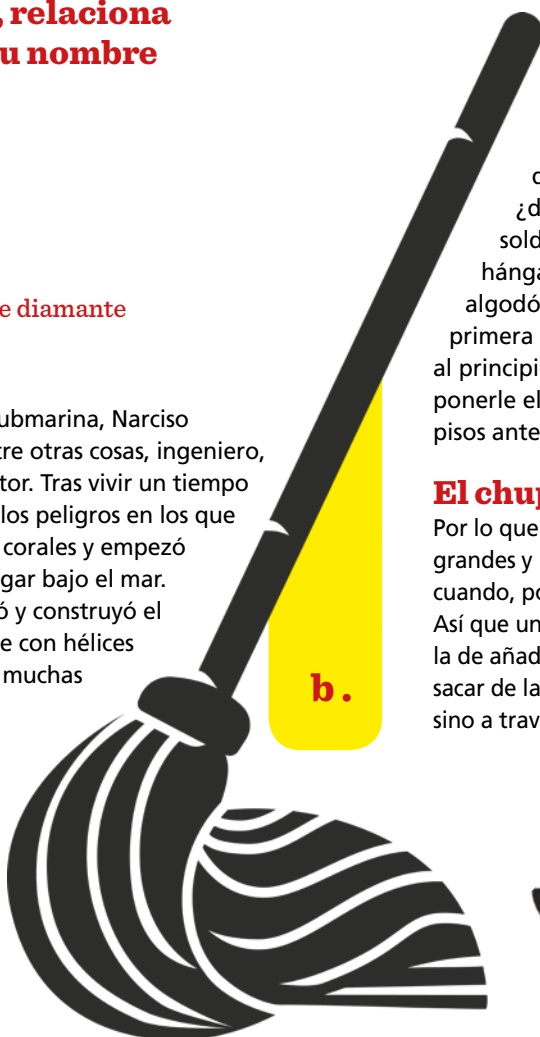 , relaciona
u nombre
e diamante
ubmarina, Narciso
tre otras cosas, ingeniero,
tor. Tras vivir un tiempo
los peligros en los que
corales y empezó
gar bajo el mar.
ó y construyó el
e con hélices
muchas
b.
¿d
sold
hánga
algodó
primera
al principi
ponerle el
pisos ante
El chup
Por lo que
grandes y
cuando, po
Así que un
la de añad
sacar de la
sino a trav